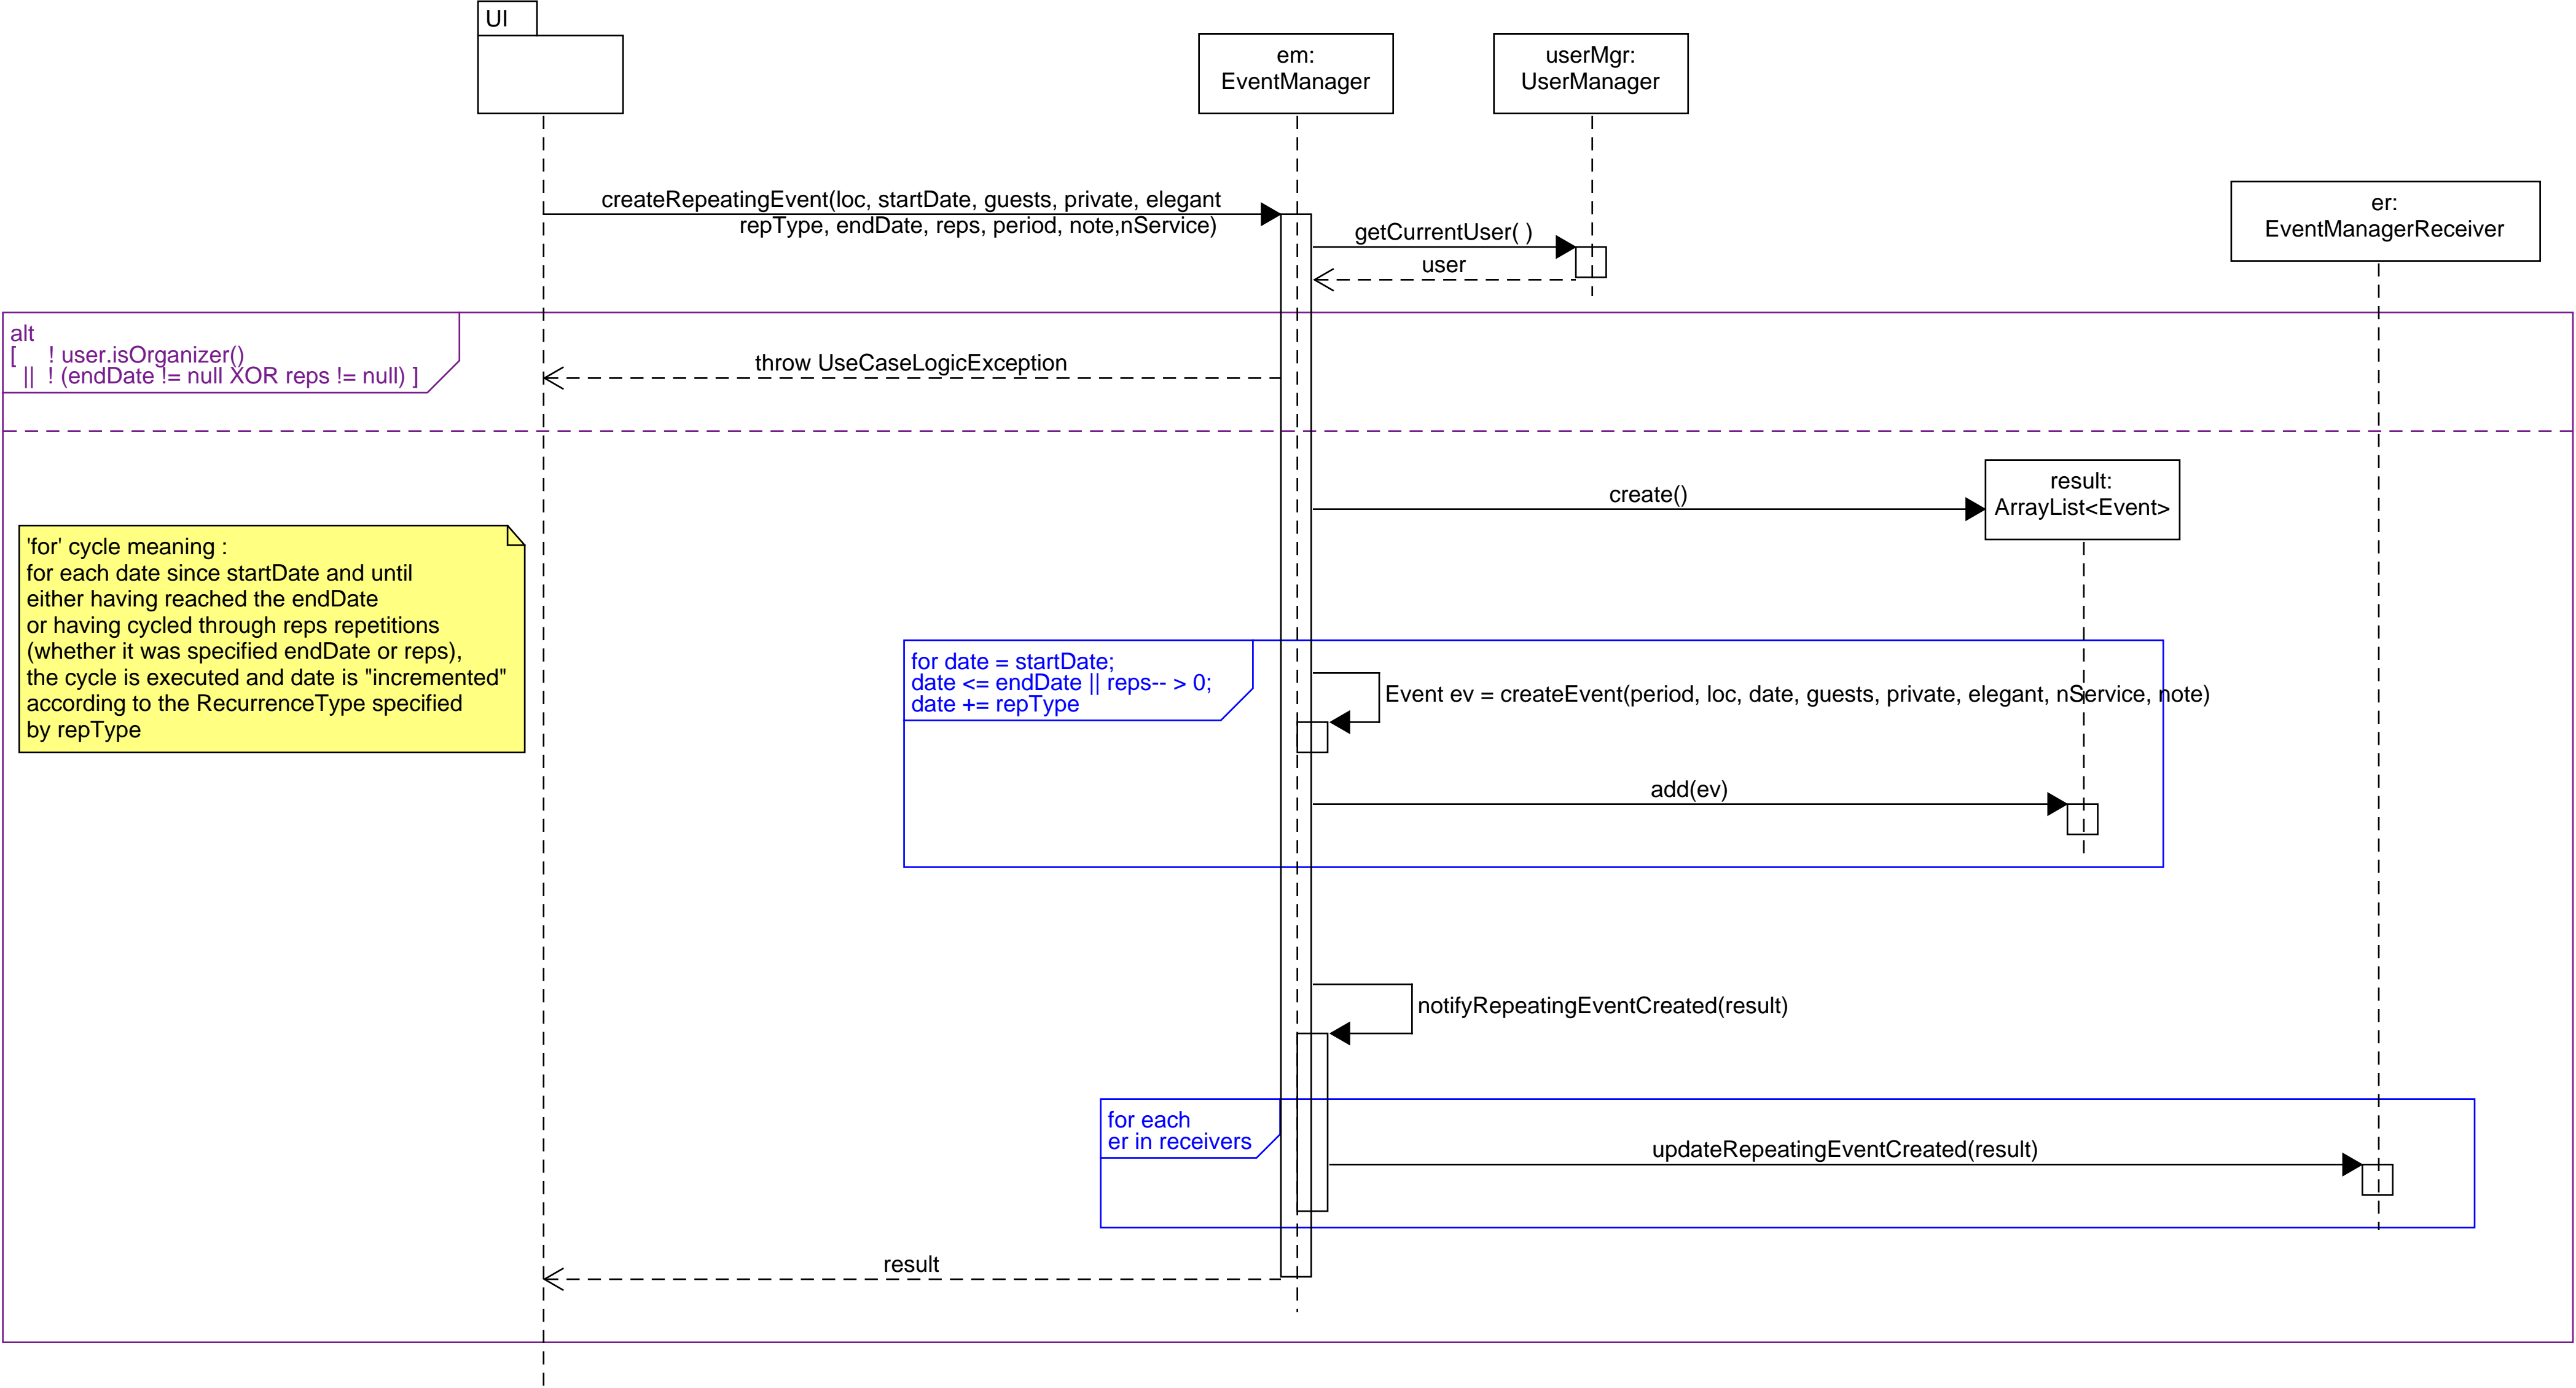 UI
em:
EventManager
userMgr:
UserManager
er:
EventManagerReceiver
createRepeatingEvent(loc, startDate, guests, private, elegant
repType, endDate, reps, period, note,nService)
getCurrentUser( )
user
alt
[ ! user.isOrganizer()
|| ! (endDate != null XOR reps != null) ]
throw UseCaseLogicException
create()
result:
ArrayList<Event>
'for' cycle meaning :
for each date since startDate and until
either having reached the endDate
or having cycled through reps repetitions
(whether it was specified endDate or reps),
the cycle is executed and date is "incremented"
according to the RecurrenceType specified
by repType
for date = startDate;
date <= endDate || reps-- > 0;
date += repType
Event ev = createEvent(period, loc, date, guests, private, elegant, nService, note)
add(ev)
notifyRepeatingEventCreated(result)
for each
er in receivers
updateRepeatingEventCreated(result)
result